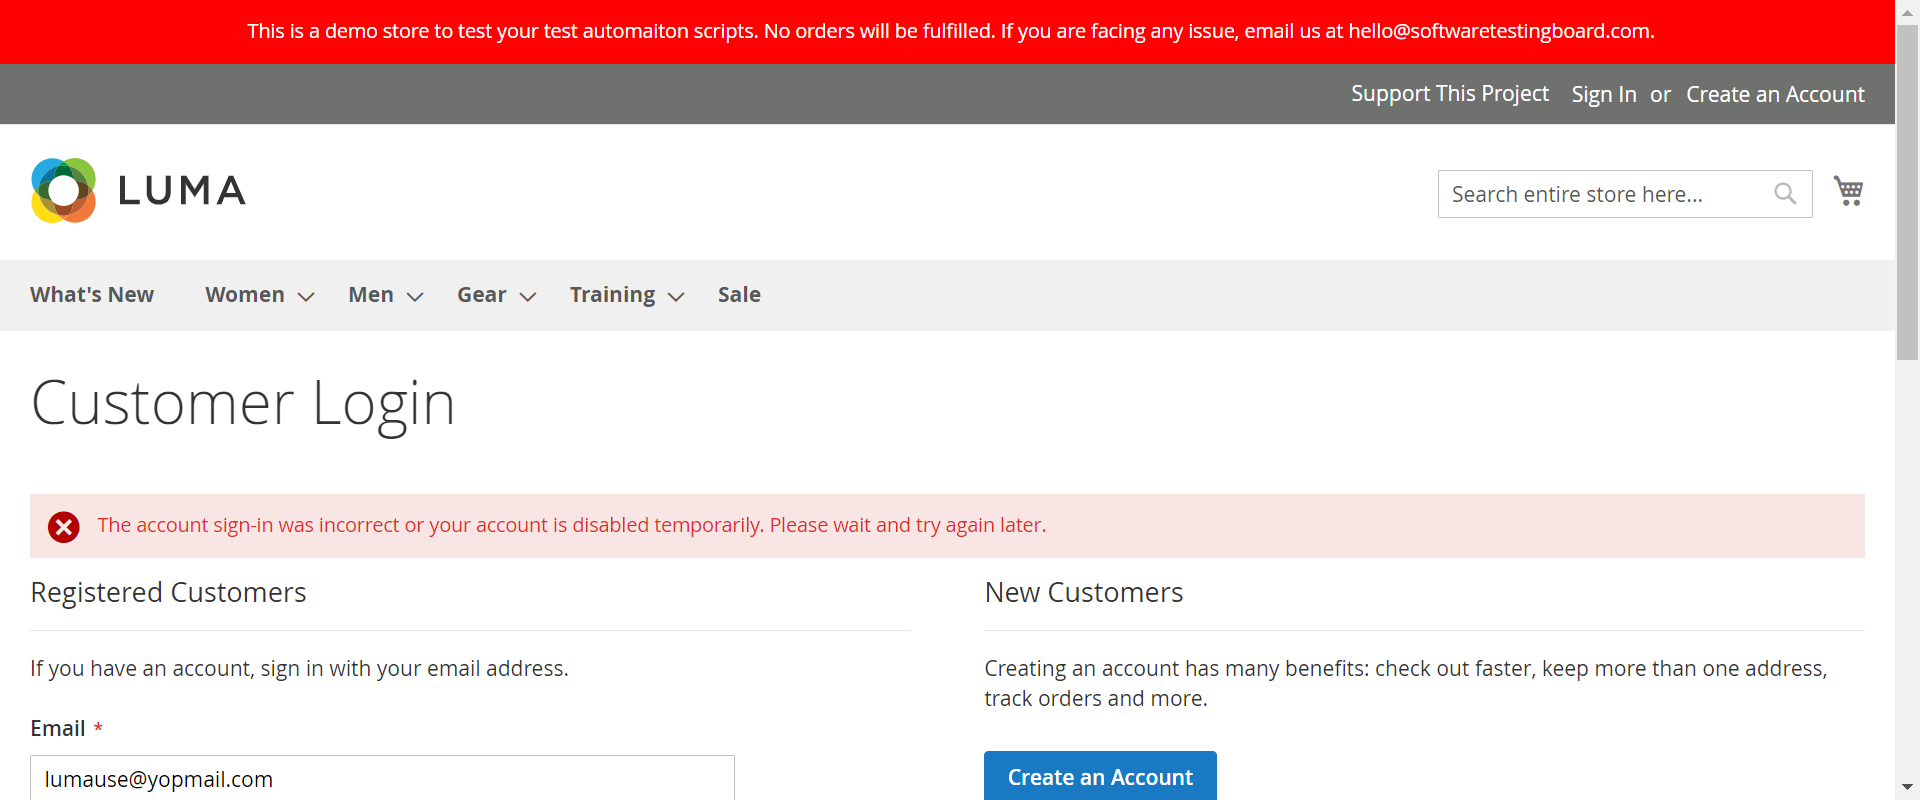 This is a demo store to test your test automaiton scripts. No orders will be fulfilled. If you are facing any issue, email us at hello@softwaretestingboard.com.
Support This Project Sign In or Create an Account
LUMA
Search entire store here...
What's New Women Men Gear Training Sale
Customer Login
The account sign-in was incorrect or your account is disabled temporarily. Please wait and try again later.
Registered Customers
If you have an account, sign in with your email address.
Email *
lumause@yopmail.com
New Customers
Creating an account has many benefits: check out faster, keep more than one address,
track orders and more.
Create an Account